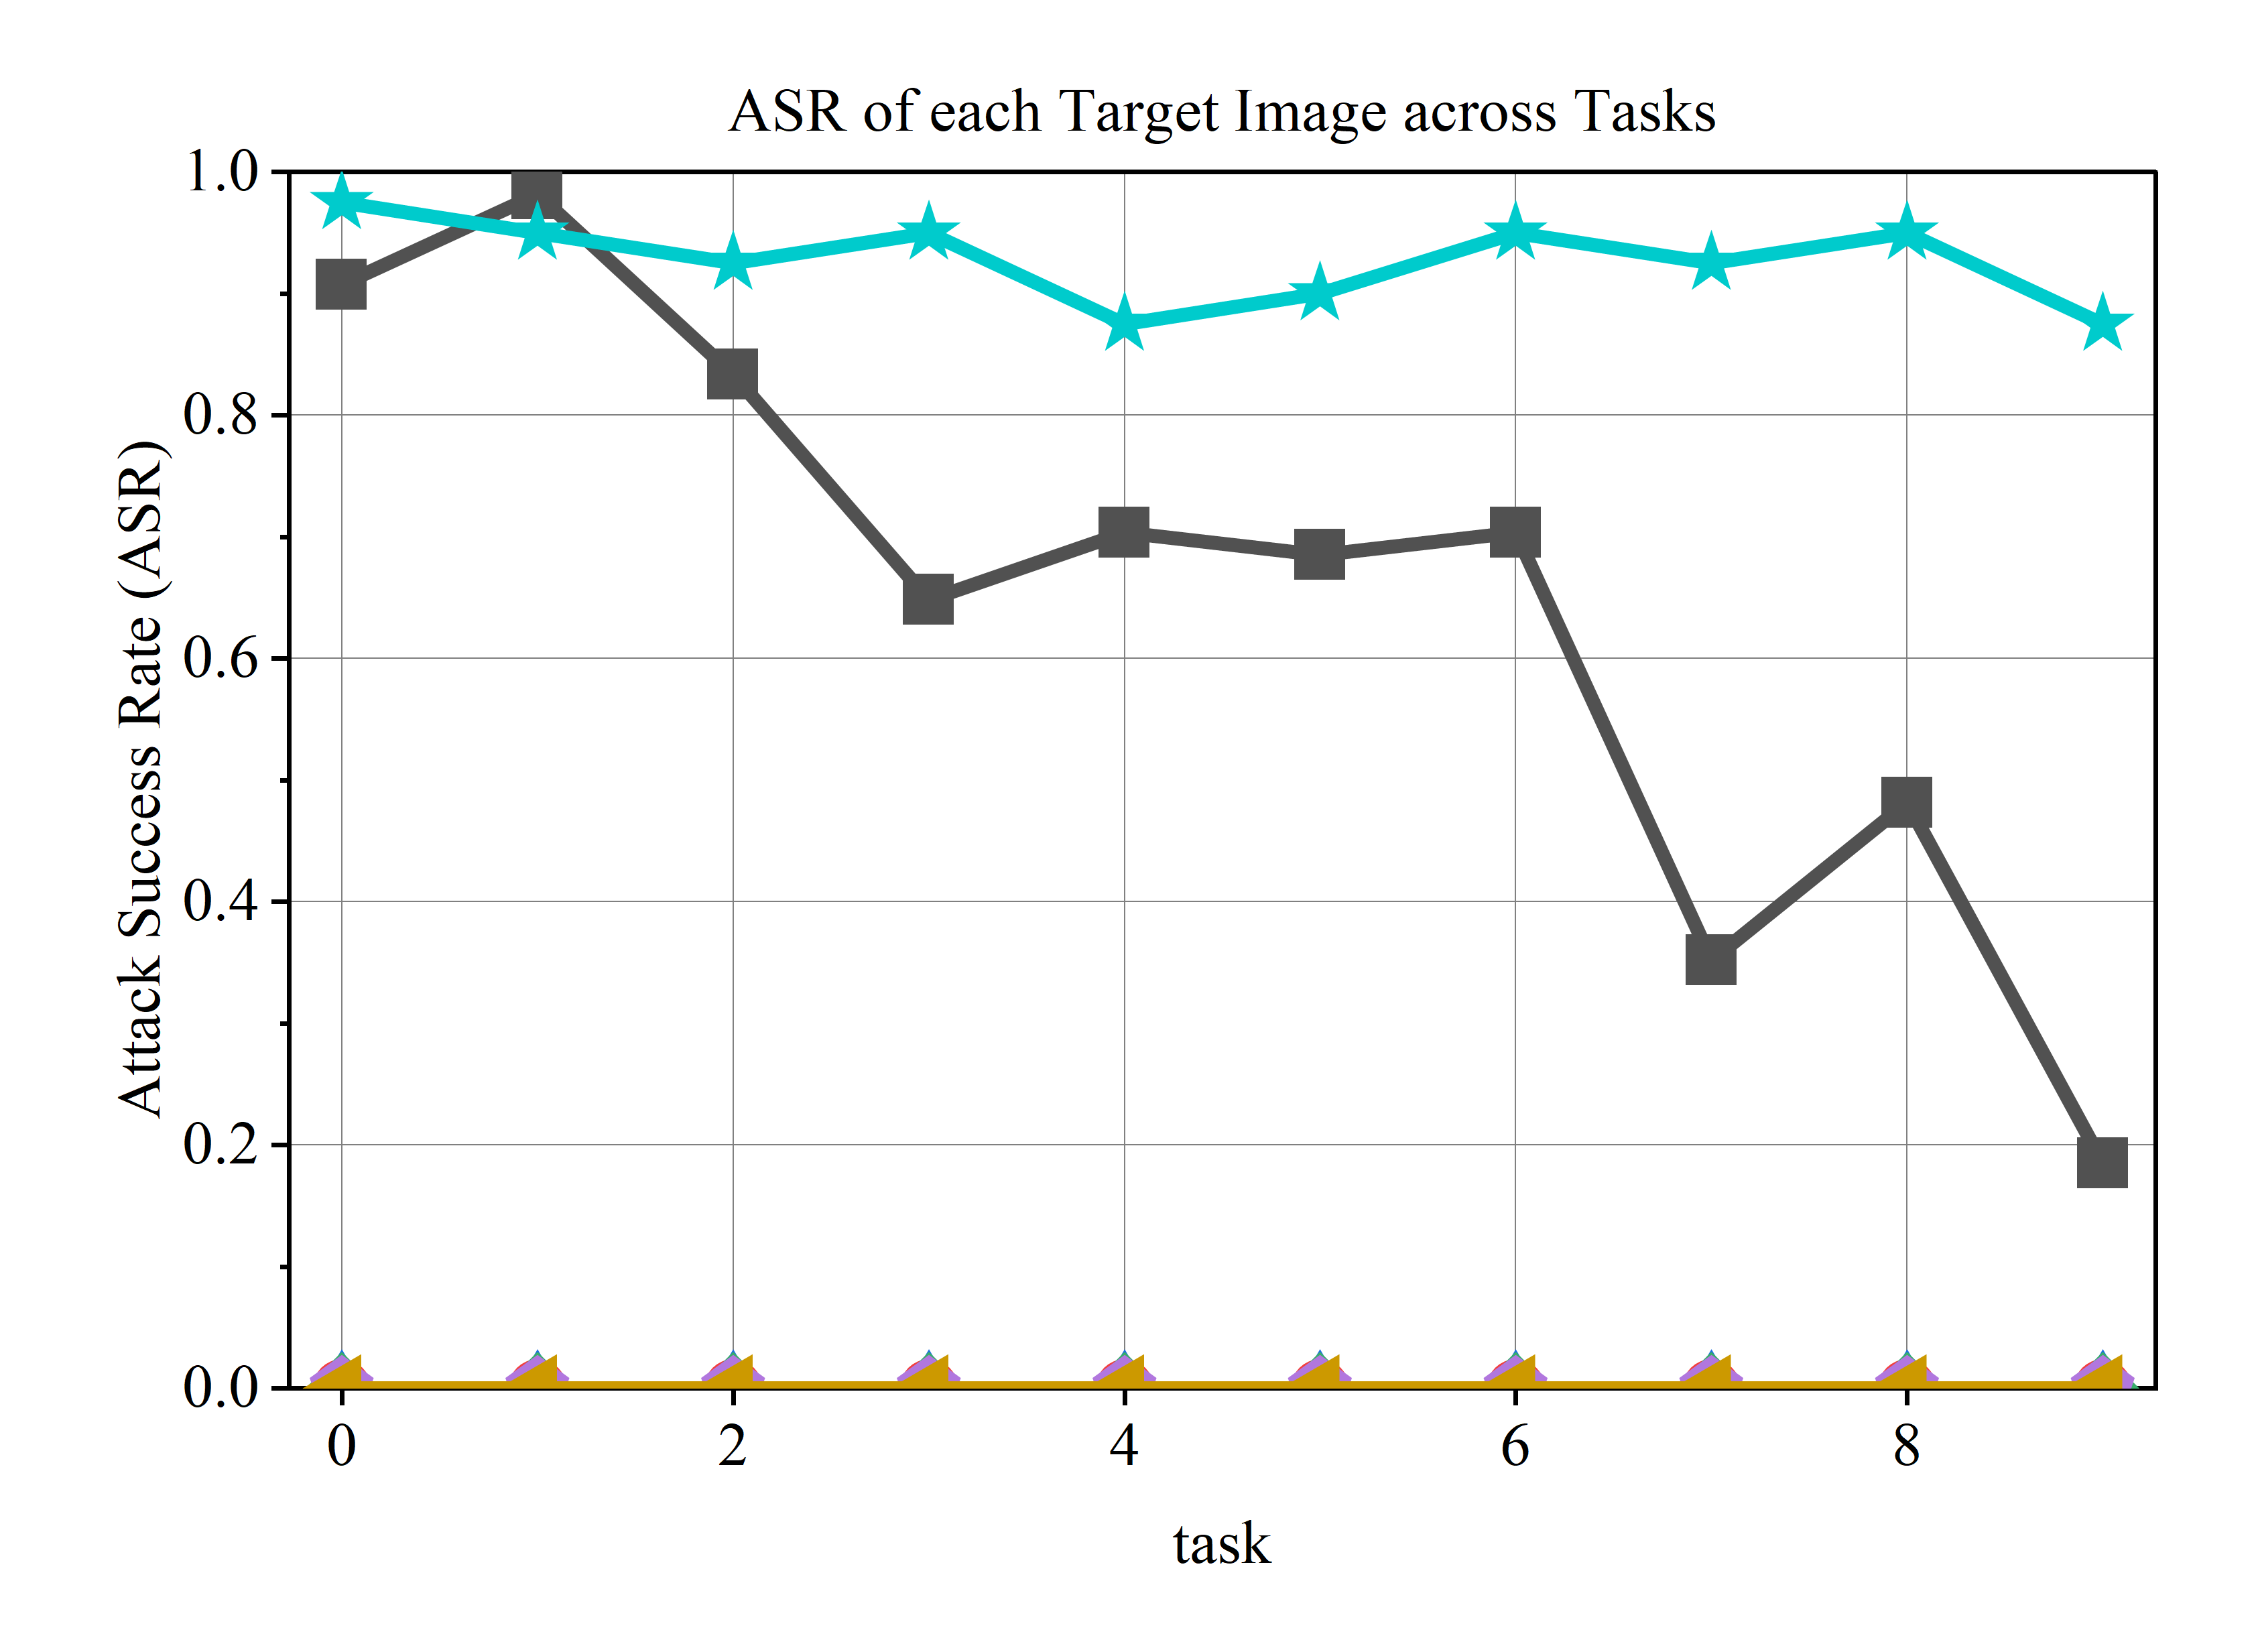 ASR of each Target Image across Tasks
Attack Success Rate (ASR)
1.0
0.8
0.6
0.4
0.2
0.0
0 2 4 6 8
task